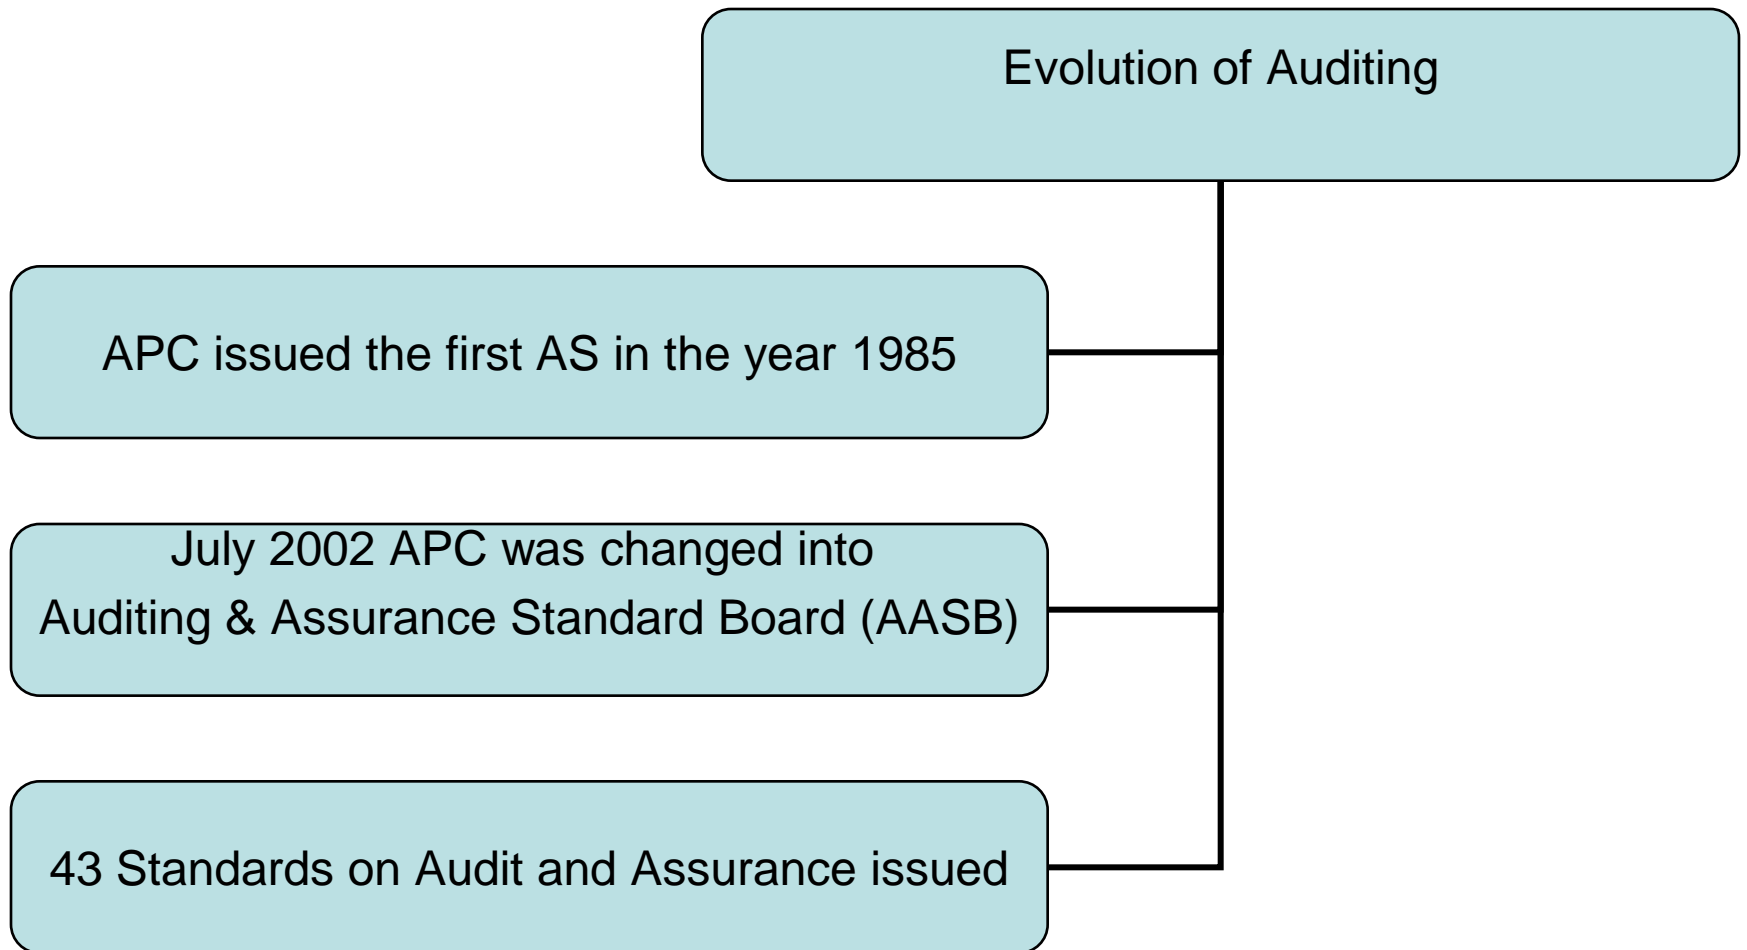 Evolution of Auditing
APC issued the first AS in the year 1985
July 2002 APC was changed into
Auditing & Assurance Standard Board (AASB)
43 Standards on Audit and Assurance issued